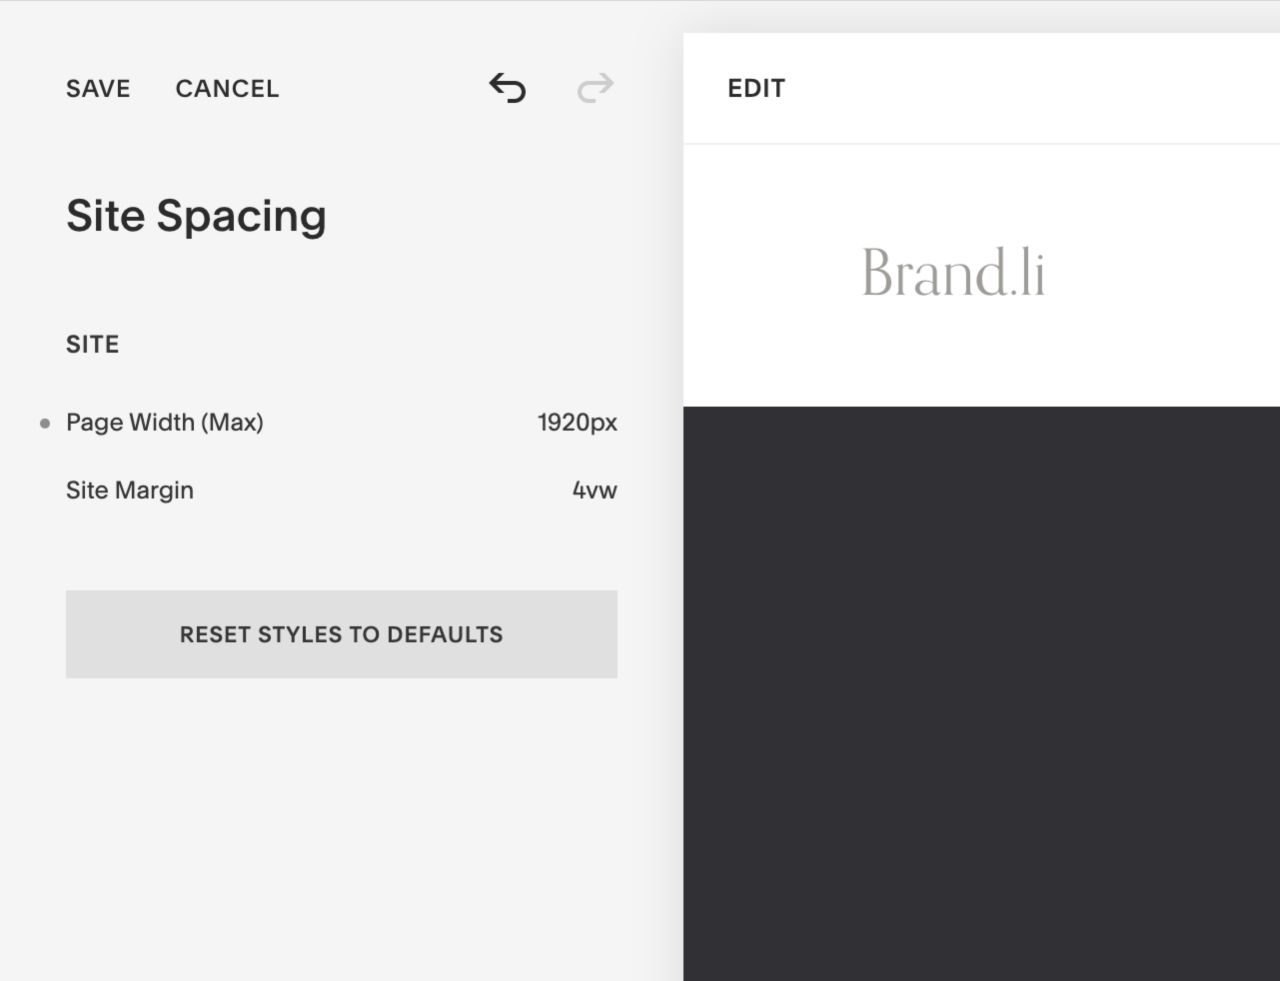 SAVE CANCEL
EDIT
Site Spacing
Brand.li
SITE
Page Width (Max) 1920px
Site Margin 4vw
RESET STYLES TO DEFAULTS